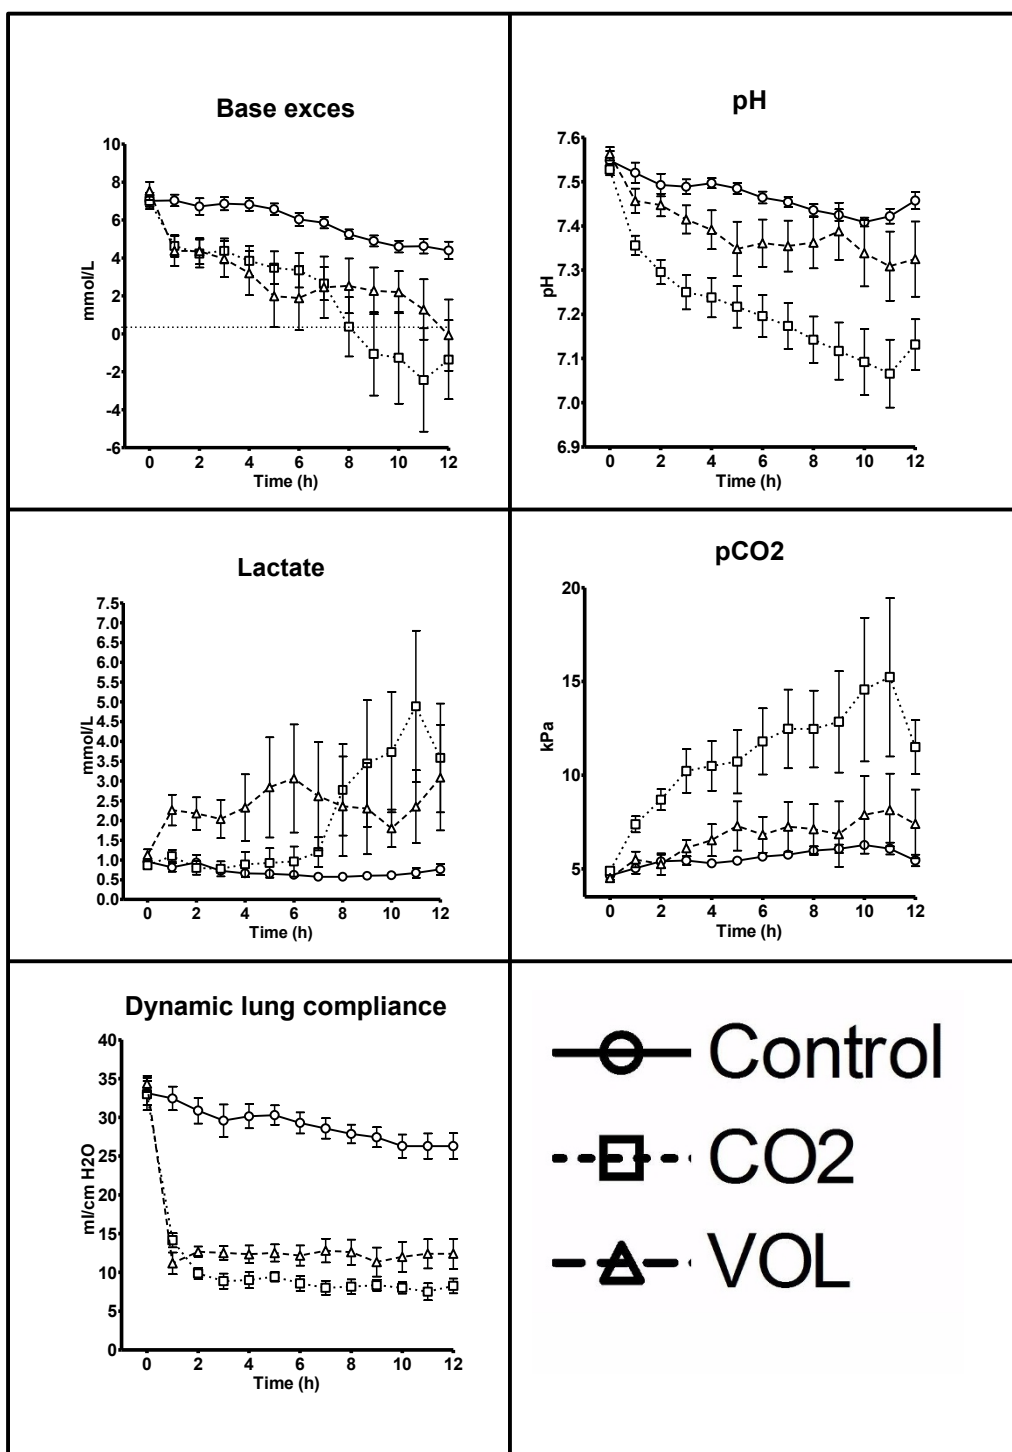 Base exces
10
8
6
4
2
0
-2
-4
-6
mmol/L
0 2 4 6 8 10 12
Time (h)
pH
7.6
7.5
7.4
7.3
7.2
7.1
7.0
6.9
pH
0 2 4 6 8 10 12
Time (h)
Lactate
7.5
7.0
6.5
6.0
5.5
5.0
4.5
4.0
3.5
3.0
2.5
2.0
1.5
1.0
0.5
0.0
mmol/L
0 2 4 6 8 10 12
Time (h)
pCO2
20
15
10
5
kPa
0 2 4 6 8 10 12
Time (h)
Dynamic lung compliance
40
35
30
25
20
15
10
5
0
ml/cm H2O
0 2 4 6 8 10 12
Time (h)
Control
CO2
VOL